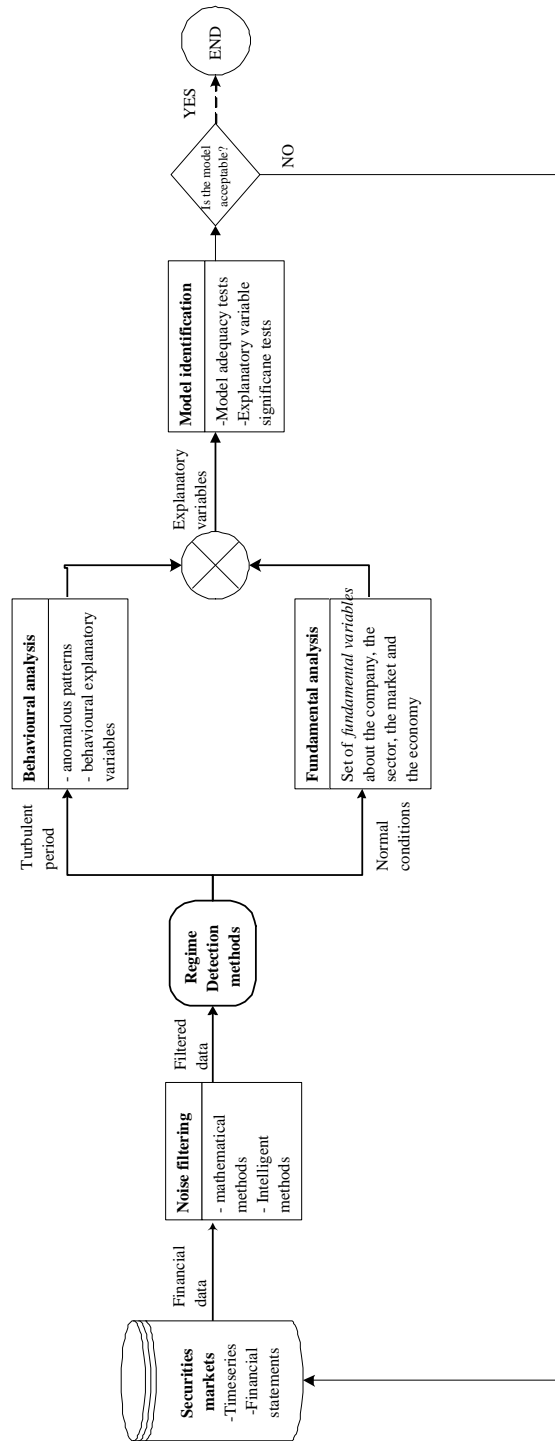 Securities
markets
-Timeseries
-Financial
statements
Financial
data
Noise filtering
- mathematical
methods
- Intelligent
methods
Filtered
data
Regime
Detection
methods
Turbulent
period
Behavioural analysis
- anomalous patterns
- behavioural explanatory
variables
Normal
conditions
Fundamental analysis
Set of fundamental variables
about the company, the
sector, the market and
the economy
Explanatory
variables
Model identification
-Model adequacy tests
-Explanatory variable
significane tests
Is the model
acceptable?
YES
NO
END